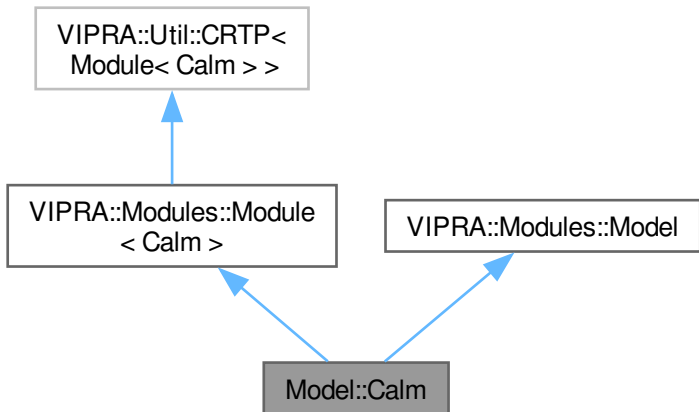 VIPRA::Util::CRTP<
Module< Calm > >
VIPRA::Modules::Module
< Calm >
VIPRA::Modules::Model
Model::Calm